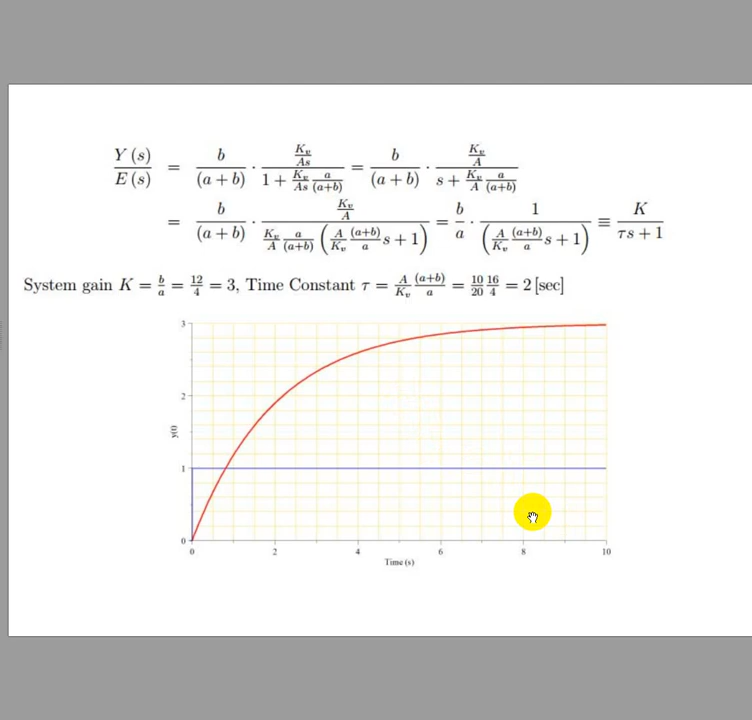 Y (s) / E (s) = b / (a + b) · (K_v / As) / (1 + K_v / As a / (a+b)) = b / (a + b) · (K_v / A) / (s + K_v / A a / (a+b))
= b / (a + b) · (K_v / A) / (K_v / A a / (a+b) (A / K_v (a+b) / a s + 1)) = b / a · 1 / (A / K_v (a+b) / a s + 1) ≡ K / τs + 1
System gain K = b/a = 12/4 = 3, Time Constant τ = A/K_v (a+b)/a = 10/20 16/4 = 2 [sec]
3
2
y(t)
1
0
0 2 4 6 8 10
Time (s)